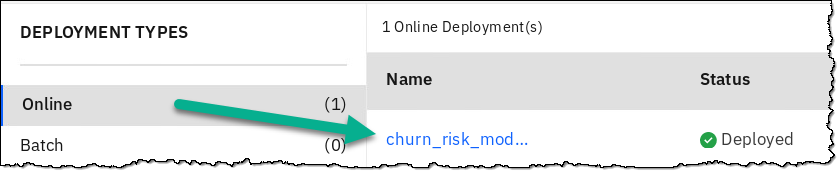 DEPLOYMENT TYPES
Online (1)
Batch (0)
1 Online Deployment(s)
Name Status
churn_risk_mod... Deployed